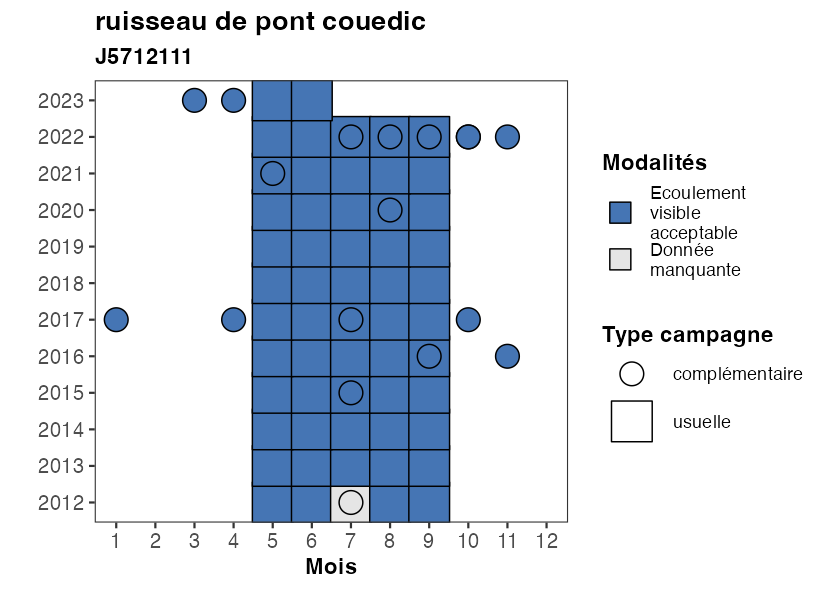 ruisseau de pont couedic
J5712111
2023
2022
2021
2020
2019
2018
2017
2016
2015
2014
2013
2012
1 2 3 4 5 6 7 8 9 10 11 12
Mois
Modalités
Ecoulement
visible
acceptable
Donnée
manquante
Type campagne
complémentaire
usuelle